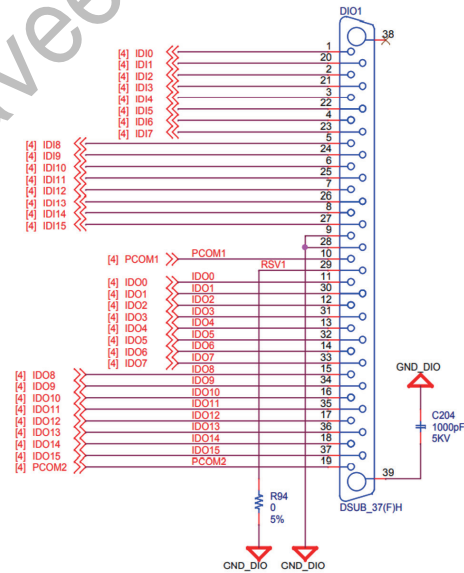 DIO1
38
1
[4] IDI0
20
[4] IDI1
2
[4] IDI2
21
[4] IDI3
3
[4] IDI4
22
[4] IDI5
4
[4] IDI6
23
[4] IDI7
5
[4] IDI8
24
[4] IDI9
6
[4] IDI10
25
[4] IDI11
7
[4] IDI12
26
[4] IDI13
8
[4] IDI14
27
[4] IDI15
9
28
10
[4] PCOM1 PCOM1
29
RSV1
11
[4] IDO0 IDO0
30
[4] IDO1 IDO1
12
[4] IDO2 IDO2
31
[4] IDO3 IDO3
13
[4] IDO4 IDO4
32
[4] IDO5 IDO5
14
[4] IDO6 IDO6
33
[4] IDO7 IDO7
15
[4] IDO8 IDO8
34
[4] IDO9 IDO9
16
[4] IDO10 IDO10
35
[4] IDO11 IDO11
17
[4] IDO12 IDO12
36
[4] IDO13 IDO13
18
[4] IDO14 IDO14
37
[4] IDO15 IDO15
19
[4] PCOM2 PCOM2
GND_DIO
C204
1000pF
5KV
39
DSUB_37(F)H
R94
0
5%
GND_DIO GND_DIO